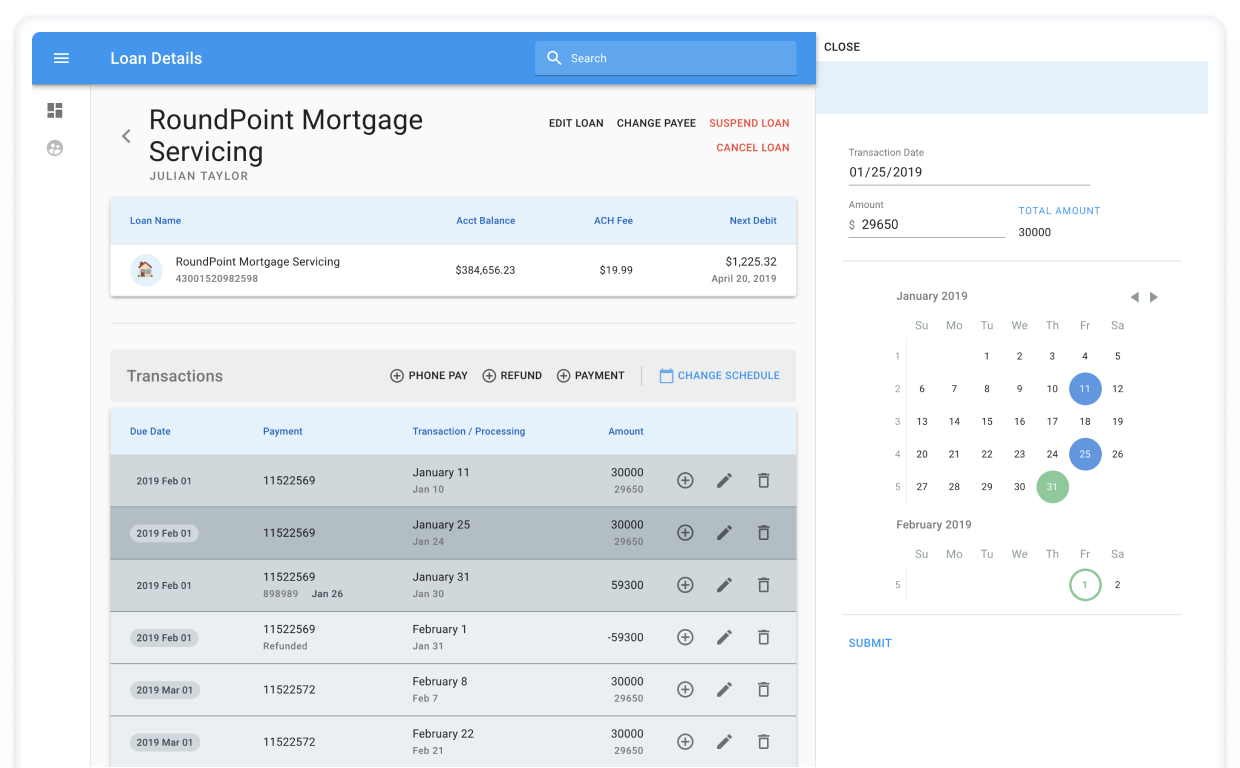 Loan Details
Search
CLOSE
RoundPoint Mortgage
Servicing
JULIAN TAYLOR
EDIT LOAN CHANGE PAYEE SUSPEND LOAN
CANCEL LOAN
Loan Name Acct Balance ACH Fee Next Debit
RoundPoint Mortgage Servicing $384,656.23 $19.99 $1,225.32
43001520982598 April 20, 2019
Transactions PHONE PAY REFUND PAYMENT CHANGE SCHEDULE
Due Date Payment Transaction / Processing Amount
2019 Feb 01 11522569 January 11 30000
Jan 10 29650
2019 Feb 01 11522569 January 25 30000
Jan 24 29650
2019 Feb 01 11522569 January 31 59300
898989 Jan 26 Jan 30
2019 Feb 01 11522569 February 1 -59300
Refunded Jan 31
2019 Mar 01 11522572 February 8 30000
Feb 7 29650
2019 Mar 01 11522572 February 22 30000
Feb 21 29650
Transaction Date
01/25/2019
Amount
$ 29650
TOTAL AMOUNT
30000
January 2019
Su Mo Tu We Th Fr Sa
1 1 2 3 4 5
2 6 7 8 9 10 11 12
3 13 14 15 16 17 18 19
4 20 21 22 23 24 25 26
5 27 28 29 30 31
February 2019
Su Mo Tu We Th Fr Sa
5 1 2
SUBMIT